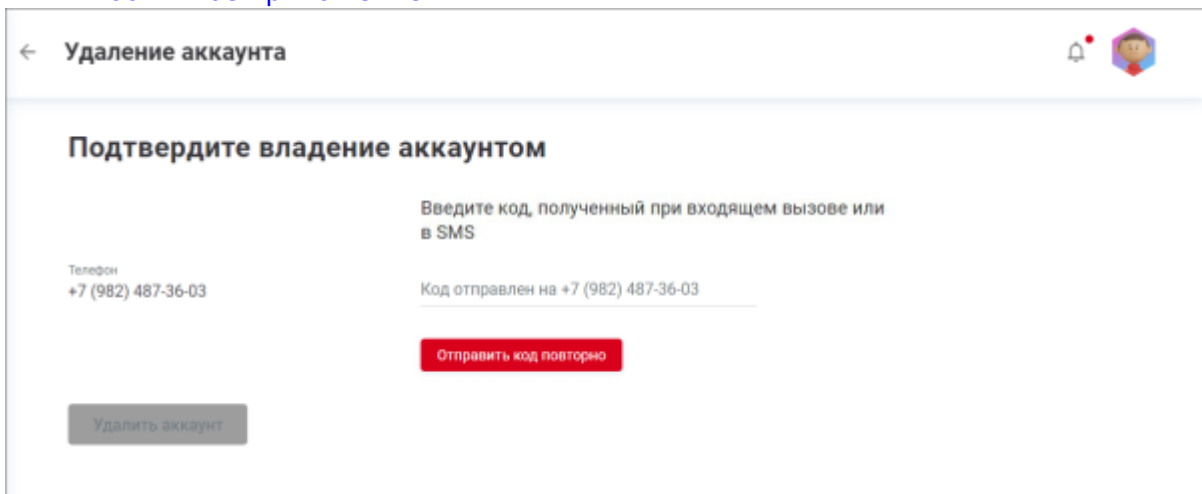 Удаление аккаунта
Подтвердите владение аккаунтом
Введите код, полученный при входящем вызове или
в SMS
Телефон
+7 (982) 487-36-03
Код отправлен на +7 (982) 487-36-03
Отправить код повторно
Удалить аккаунт